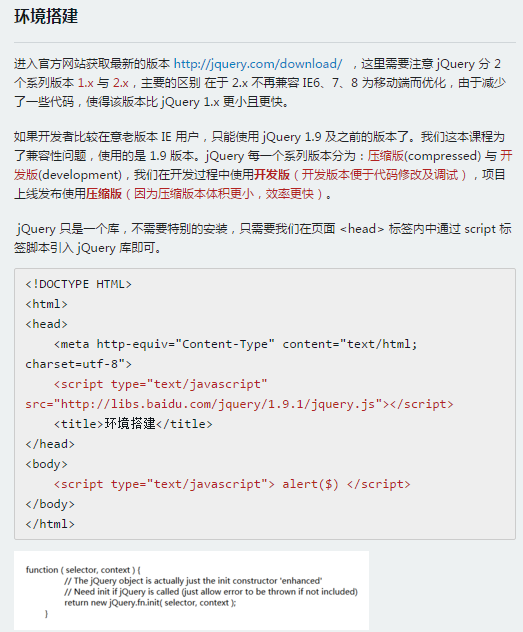 环境搭建
进入官方网站获取最新的版本 http://jquery.com/download/ ，这里需要注意 jQuery 分 2
个系列版本 1.x 与 2.x，主要的区别 在于 2.x 不再兼容 IE6、7、8 为移动端而优化，由于减少
了一些代码，使得该版本比 jQuery 1.x 更小且更快。
如果开发者比较在意老版本 IE 用户，只能使用 jQuery 1.9 及之前的版本了。我们这本课程为
了兼容性问题，使用的是 1.9 版本。jQuery 每一个系列版本分为：压缩版(compressed) 与 开
发版(development)，我们在开发过程中使用开发版（开发版本便于代码修改及调试），项目
上线发布使用压缩版（因为压缩版本体积更小，效率更快）。
jQuery 只是一个库，不需要特别的安装，只需要我们在页面 <head> 标签内中通过 script 标
签脚本引入 jQuery 库即可。
<!DOCTYPE HTML>
<html>
<head>
<meta http-equiv="Content-Type" content="text/html;
charset=utf-8">
<script type="text/javascript"
src="http://libs.baidu.com/jquery/1.9.1/jquery.js"></script>
<title>环境搭建</title>
</head>
<body>
<script type="text/javascript"> alert($) </script>
</body>
</html>
function ( selector, context ) {
// The jQuery object is actually just the init constructor 'enhanced'
// Need init if jQuery is called (just allow error to be thrown if not included)
return new jQuery.fn.init( selector, context );
}